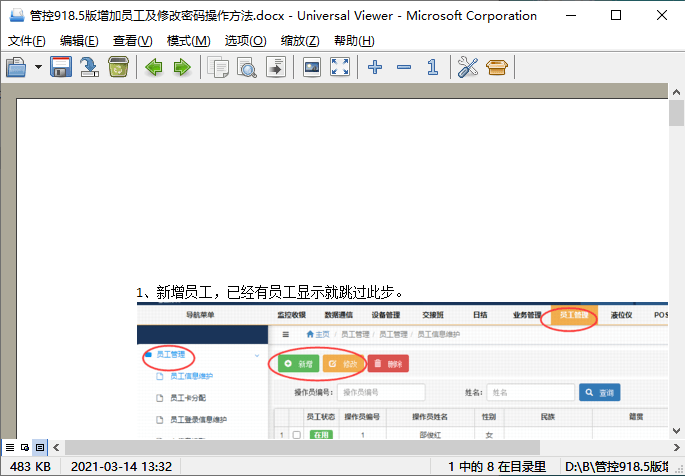 管控918.5版增加员工及修改密码操作方法.docx - Universal Viewer - Microsoft Corporation
文件(F) 编辑(E) 查看(V) 模式(M) 选项(O) 缩放(Z) 帮助(H)
1
1、新增员工，已经有员工显示就跳过此步。
导航菜单 监控收银 数据通信 设备管理 交接班 日结 业务管理 员工管理 液位仪 POS
员工管理
主页 / 员工管理 / 员工管理 / 员工信息维护
新增 修改 删除
员工信息维护
员工卡分配
员工登录信息维护
操作员编号: 操作员编号 姓名: 姓名 查询
员工状态 操作员编号 操作员姓名 性别 民族 籍贯
1 在用 1 邵俊红 女
483 KB 2021-03-14 13:32 1 中的 8 在目录里 D:\B\管控918.5版增